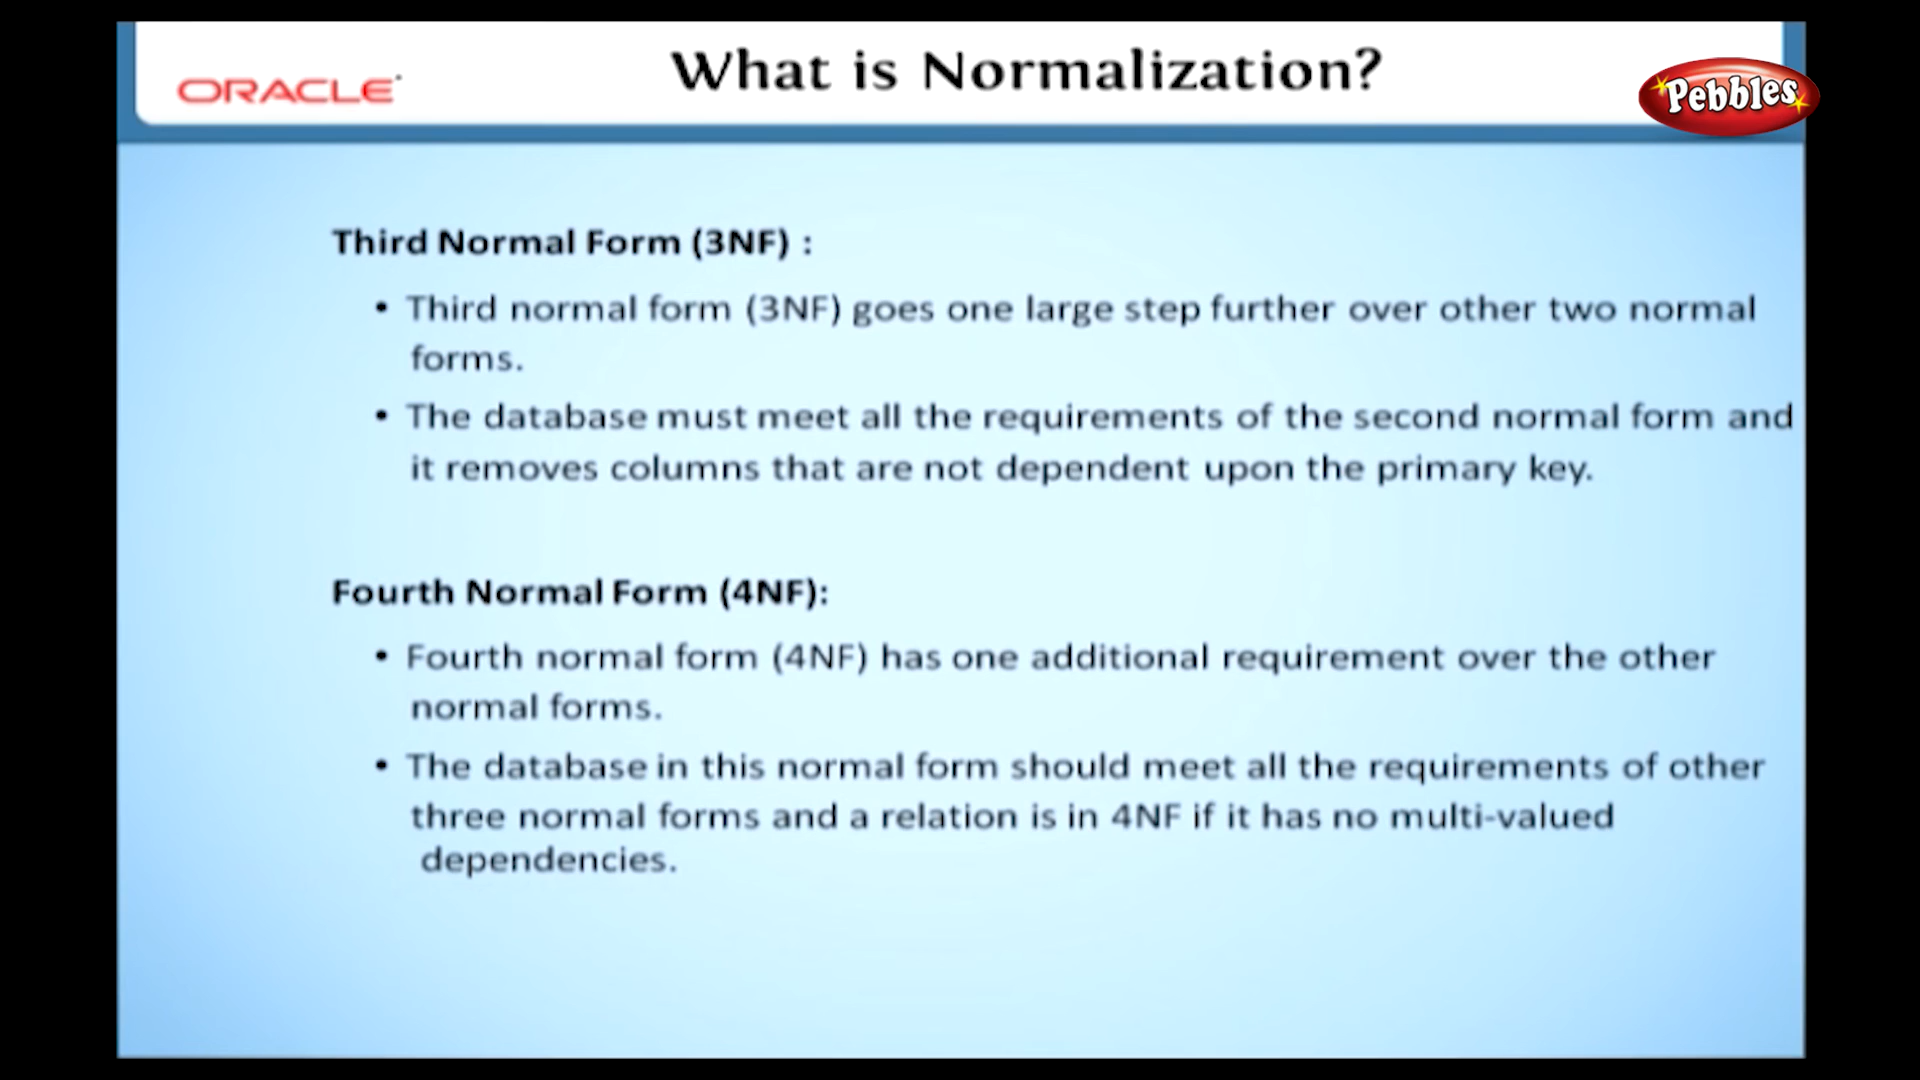 What is Normalization?
ORACLE
Pebbles
Third Normal Form (3NF) :
• Third normal form (3NF) goes one large step further over other two normal
forms.
• The database must meet all the requirements of the second normal form and
it removes columns that are not dependent upon the primary key.
Fourth Normal Form (4NF):
• Fourth normal form (4NF) has one additional requirement over the other
normal forms.
• The database in this normal form should meet all the requirements of other
three normal forms and a relation is in 4NF if it has no multi-valued
dependencies.